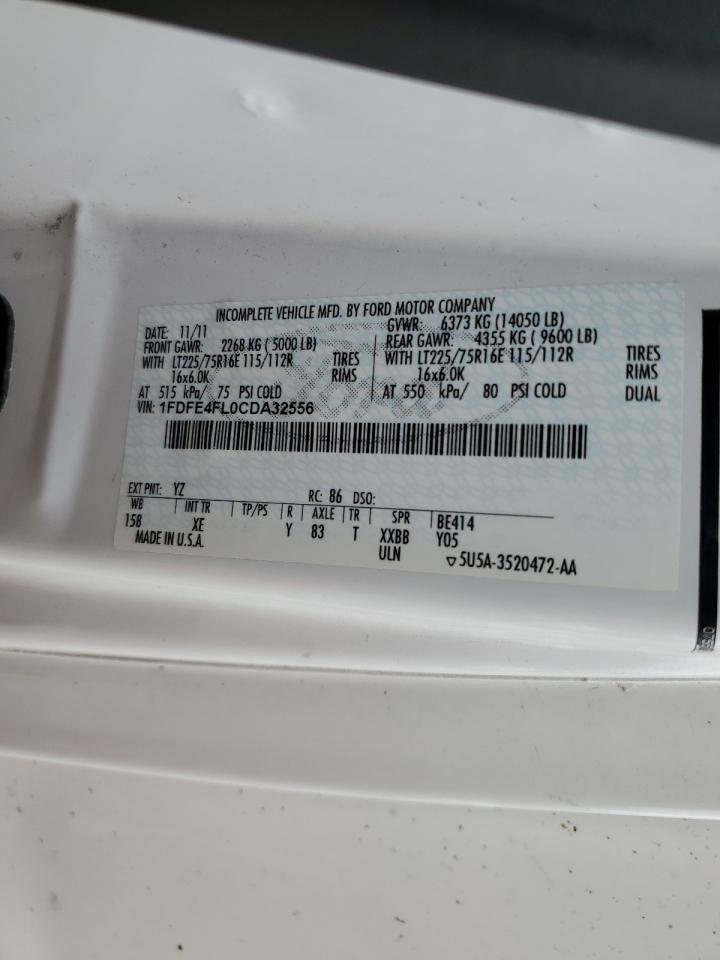 INCOMPLETE VEHICLE MFD. BY FORD MOTOR COMPANY
DATE: 11/11 GVWR: 6373 KG (14050 LB)
FRONT GAWR: 2268 KG ( 5000 LB) REAR GAWR: 4355 KG ( 9600 LB)
WITH LT225/75R16E 115/112R TIRES WITH LT225/75R16E 115/112R TIRES
16x6.0K RIMS 16x6.0K RIMS
AT 515 kPa/ 75 PSI COLD AT 550 kPa/ 80 PSI COLD DUAL
VIN: 1FDFE4FL0CDA32556
EXT PNT: YZ RC: 86 DSO:
WB INT TR TP/PS R AXLE TR SPR BE414
158 XE Y 83 T XXBB Y05
MADE IN U.S.A. ULN 5U5A-3520472-AA